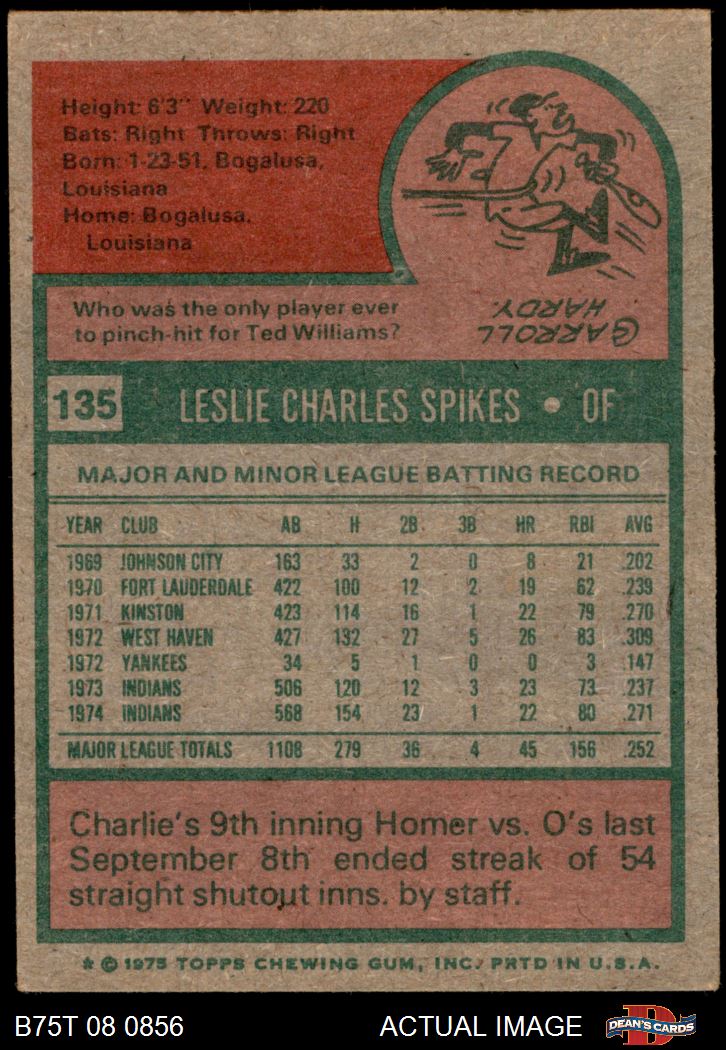 Height: 6'3" Weight: 220
Bats: Right Throws: Right
Born: 1-23-51, Bogalusa,
Louisiana
Home: Bogalusa,
Louisiana
Who was the only player ever
to pinch-hit for Ted Williams?
CARROLL
HARDY.
135 LESLIE CHARLES SPIKES • OF
MAJOR AND MINOR LEAGUE BATTING RECORD
YEAR CLUB AB H 2B 3B HR RBI AVG
1969 JOHNSON CITY 163 33 2 0 8 21 .202
1970 FORT LAUDERDALE 422 100 12 2 19 62 .239
1971 KINSTON 423 114 16 1 22 79 .270
1972 WEST HAVEN 427 132 27 5 26 83 .309
1972 YANKEES 34 5 1 0 0 3 .147
1973 INDIANS 506 120 12 3 23 73 .237
1974 INDIANS 568 154 23 1 22 80 .271
MAJOR LEAGUE TOTALS 1108 279 36 4 45 156 .252
Charlie's 9th inning Homer vs. O's last
September 8th ended streak of 54
straight shutout inns. by staff.
* © 1975 TOPPS CHEWING GUM, INC. PRTD IN U.S.A.
B75T 08 0856 ACTUAL IMAGE D DEAN'S CARDS